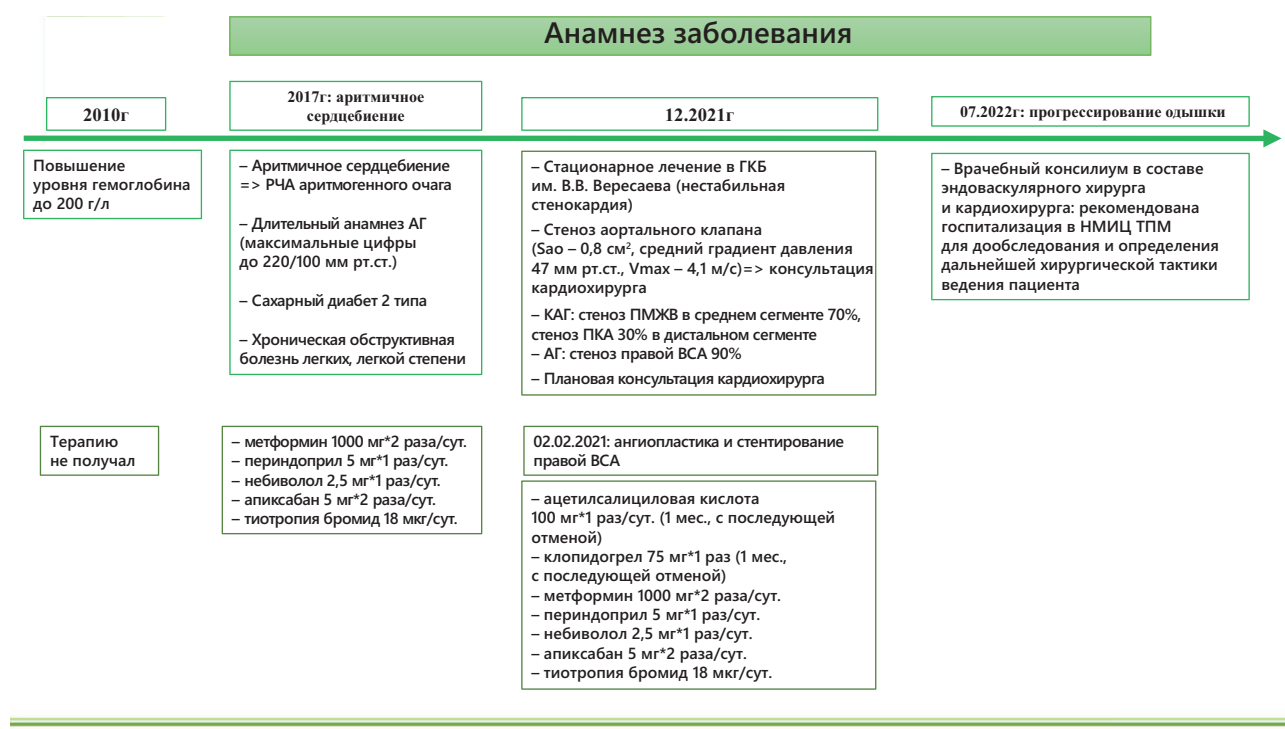 Анамнез заболевания
2010г
2017г: аритмичное
сердцебиение
12.2021г
07.2022г: прогрессирование одышки
Повышение
уровня гемоглобина
до 200 г/л
– Аритмичное сердцебиение
=> РЧА аритмогенного очага
– Длительный анамнез АГ
(максимальные цифры
до 220/100 мм рт.ст.)
– Сахарный диабет 2 типа
– Хроническая обструктивная
болезнь легких, легкой степени
– Стационарное лечение в ГКБ
им. В.В. Вересаева (нестабильная
стенокардия)
– Стеноз аортального клапана
(Sao – 0,8 см², средний градиент давления
47 мм рт.ст., Vmax – 4,1 м/с)=> консультация
кардиохирурга
– КАГ: стеноз ПМЖВ в среднем сегменте 70%,
стеноз ПКА 30% в дистальном сегменте
– АГ: стеноз правой ВСА 90%
– Плановая консультация кардиохирурга
– Врачебный консилиум в составе
эндоваскулярного хирурга
и кардиохирурга: рекомендована
госпитализация в НМИЦ ТПМ
для дообследования и определения
дальнейшей хирургической тактики
ведения пациента
Терапию
не получал
– метформин 1000 мг*2 раза/сут.
– периндоприл 5 мг*1 раз/сут.
– небиволол 2,5 мг*1 раз/сут.
– апиксабан 5 мг*2 раза/сут.
– тиотропия бромид 18 мкг/сут.
02.02.2021: ангиопластика и стентирование
правой ВСА
– ацетилсалициловая кислота
100 мг*1 раз/сут. (1 мес., с последующей
отменой)
– клопидогрел 75 мг*1 раз (1 мес.,
с последующей отменой)
– метформин 1000 мг*2 раза/сут.
– периндоприл 5 мг*1 раз/сут.
– небиволол 2,5 мг*1 раз/сут.
– апиксабан 5 мг*2 раза/сут.
– тиотропия бромид 18 мкг/сут.